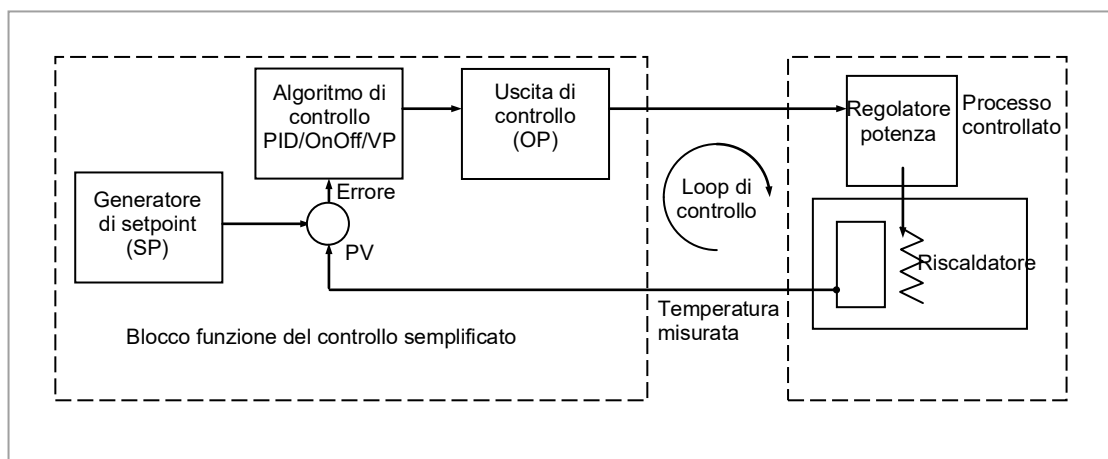 Algoritmo di
controllo
PID/OnOff/VP
Uscita di
controllo
(OP)
Regolatore
potenza
Processo
controllato
Generatore
di setpoint
(SP)
Errore
PV
Loop di
controllo
Riscaldatore
Temperatura
misurata
Blocco funzione del controllo semplificato